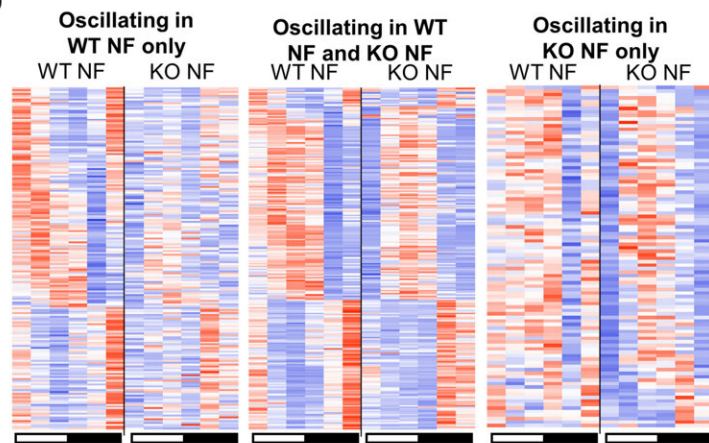 Oscillating in
WT NF only
WT NF KO NF
Oscillating in WT
NF and KO NF
WT NF KO NF
Oscillating in
KO NF only
WT NF KO NF